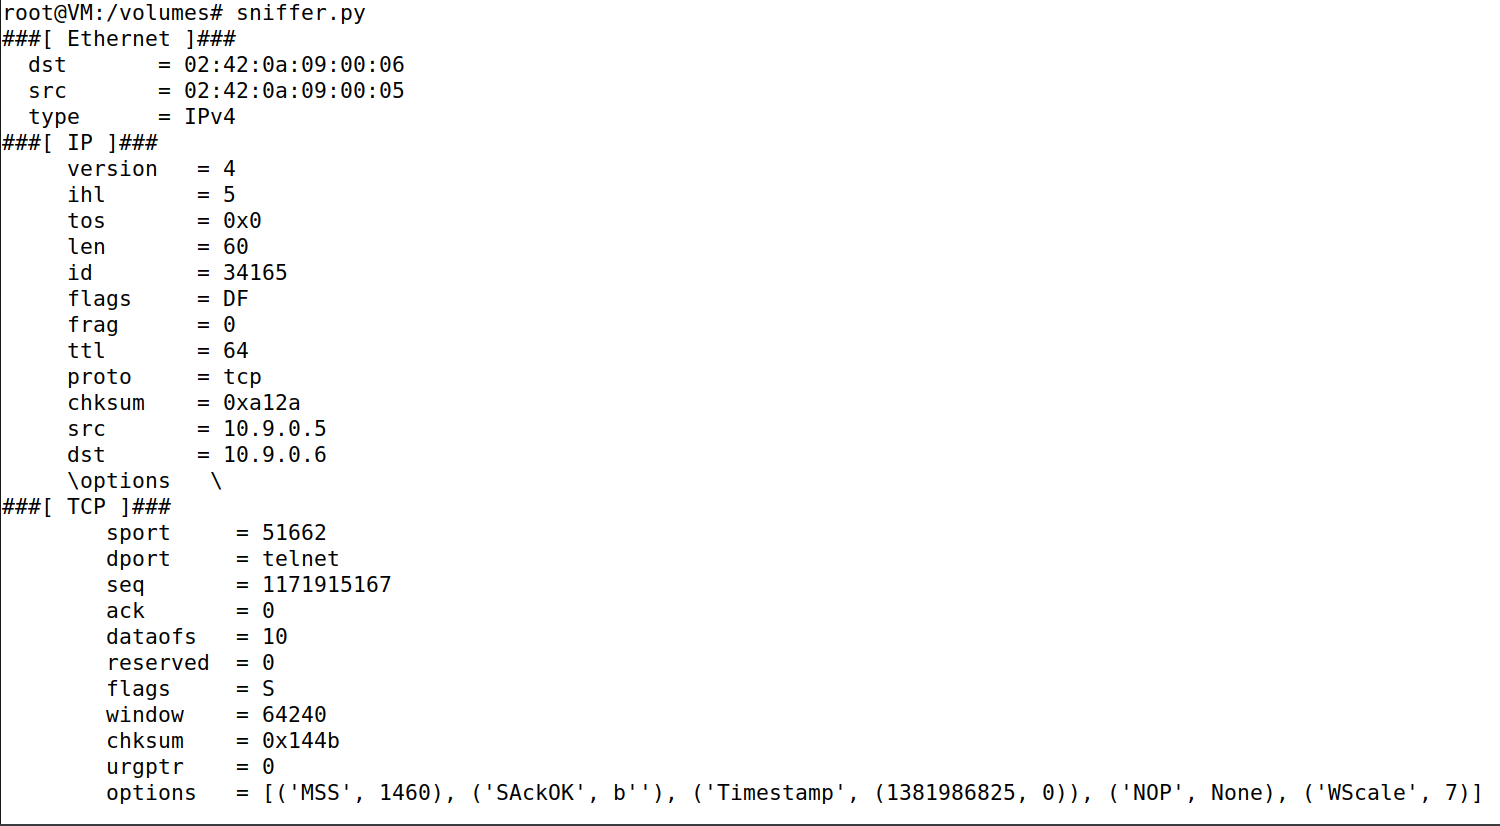 root@VM:/volumes# sniffer.py
###[ Ethernet ]###
  dst       = 02:42:0a:09:00:06
  src       = 02:42:0a:09:00:05
  type      = IPv4
###[ IP ]###
     version   = 4
     ihl       = 5
     tos       = 0x0
     len       = 60
     id        = 34165
     flags     = DF
     frag      = 0
     ttl       = 64
     proto     = tcp
     chksum    = 0xa12a
     src       = 10.9.0.5
     dst       = 10.9.0.6
     \options   \
###[ TCP ]###
        sport     = 51662
        dport     = telnet
        seq       = 1171915167
        ack       = 0
        dataofs   = 10
        reserved  = 0
        flags     = S
        window    = 64240
        chksum    = 0x144b
        urgptr    = 0
        options   = [('MSS', 1460), ('SAckOK', b''), ('Timestamp', (1381986825, 0)), ('NOP', None), ('WScale', 7)]